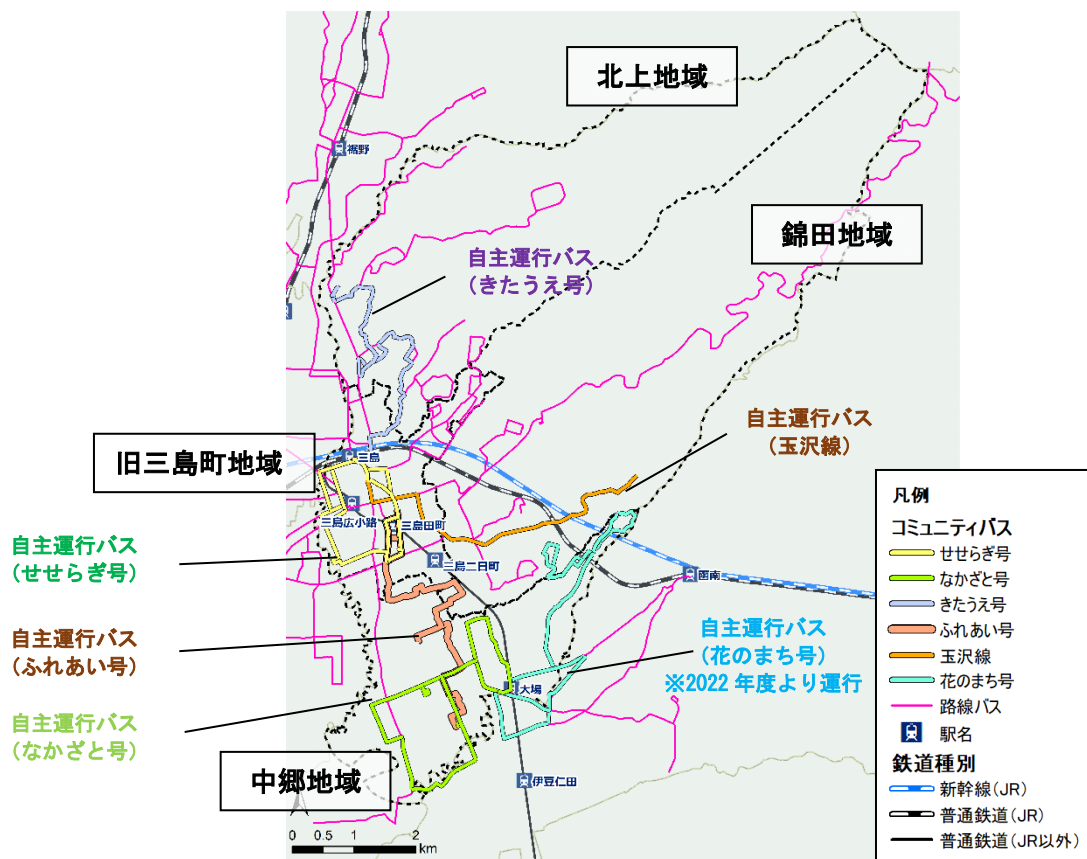 北上地域
裾野
錦田地域
自主運行バス
(きたうえ号)
自主運行バス
(玉沢線)
旧三島町地域
三島
三島広小路
三島田町
三島二日町
函南
自主運行バス
(せせらぎ号)
自主運行バス
(ふれあい号)
自主運行バス
(なかざと号)
自主運行バス
(花のまち号)
※2022 年度より運行
大場
中郷地域
伊豆仁田
0 0.5 1 2
km
凡例
コミュニティバス
せせらぎ号
なかざと号
きたうえ号
ふれあい号
玉沢線
花のまち号
路線バス
駅名
鉄道種別
新幹線(JR)
普通鉄道(JR)
普通鉄道(JR以外)